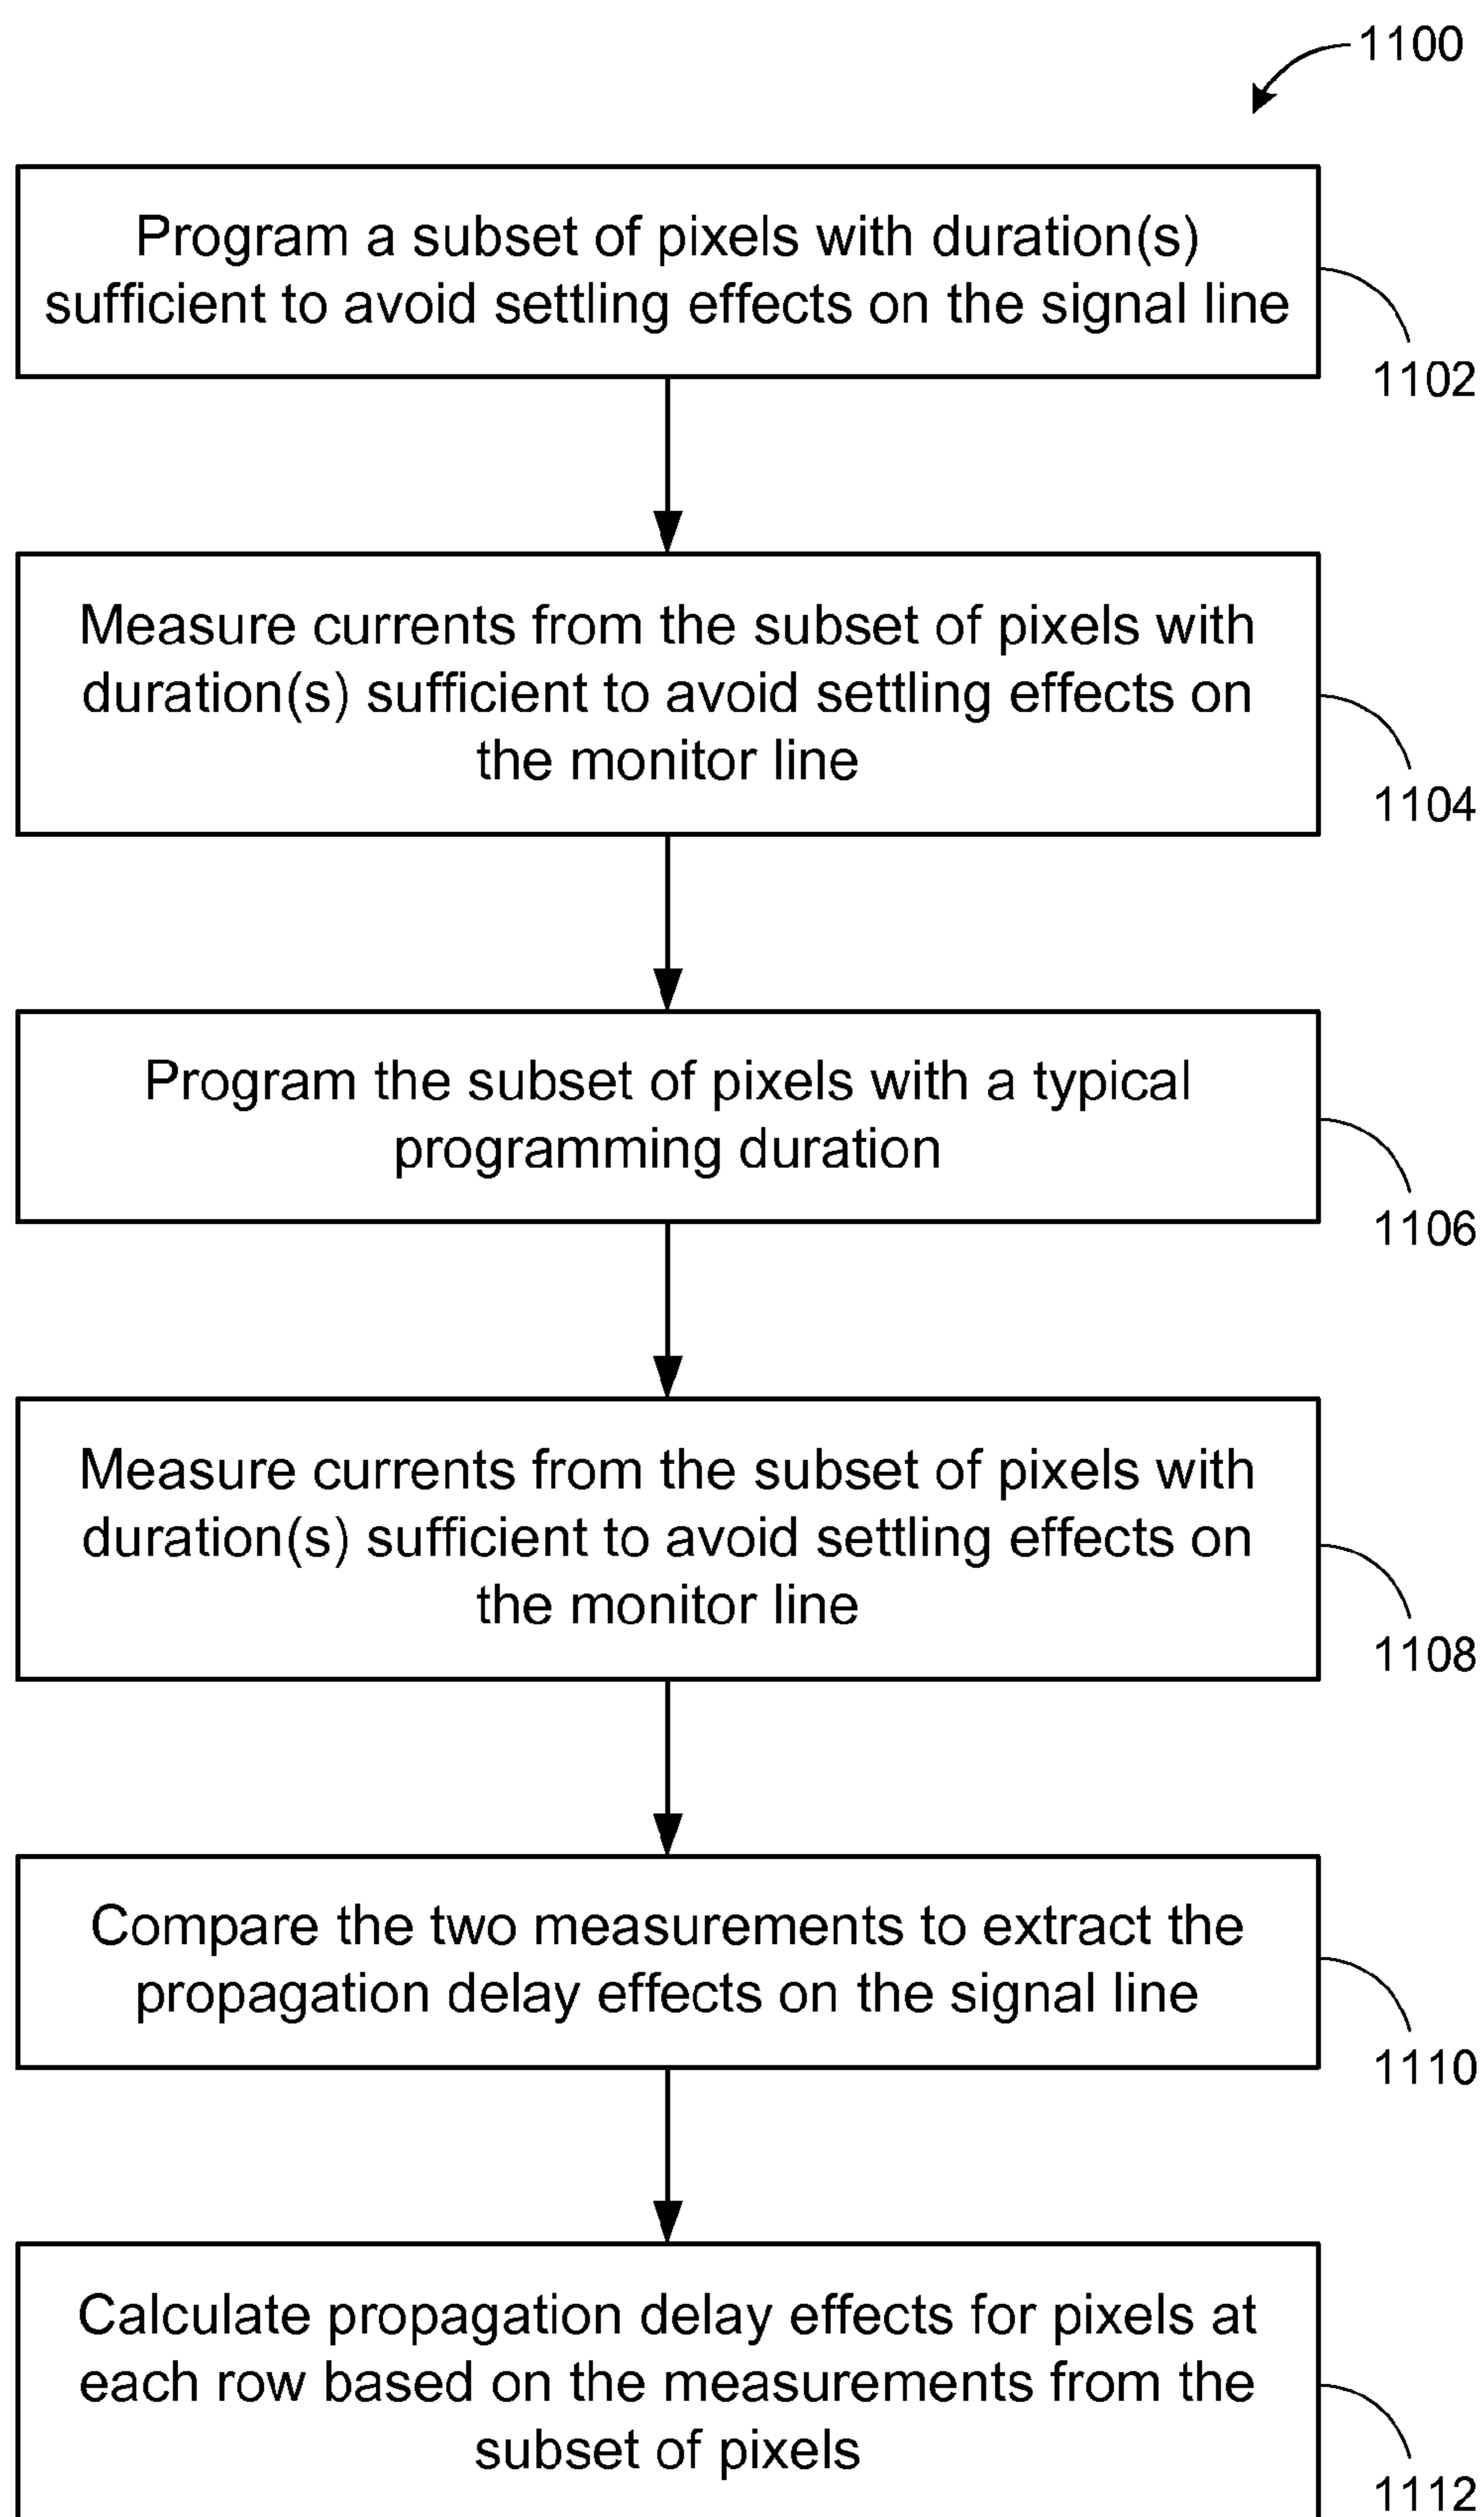 1100
Program a subset of pixels with duration(s)
sufficient to avoid settling effects on the signal line
1102
Measure currents from the subset of pixels with
duration(s) sufficient to avoid settling effects on
the monitor line
1104
Program the subset of pixels with a typical
programming duration
1106
Measure currents from the subset of pixels with
duration(s) sufficient to avoid settling effects on
the monitor line
1108
Compare the two measurements to extract the
propagation delay effects on the signal line
1110
Calculate propagation delay effects for pixels at
each row based on the measurements from the
subset of pixels
1112